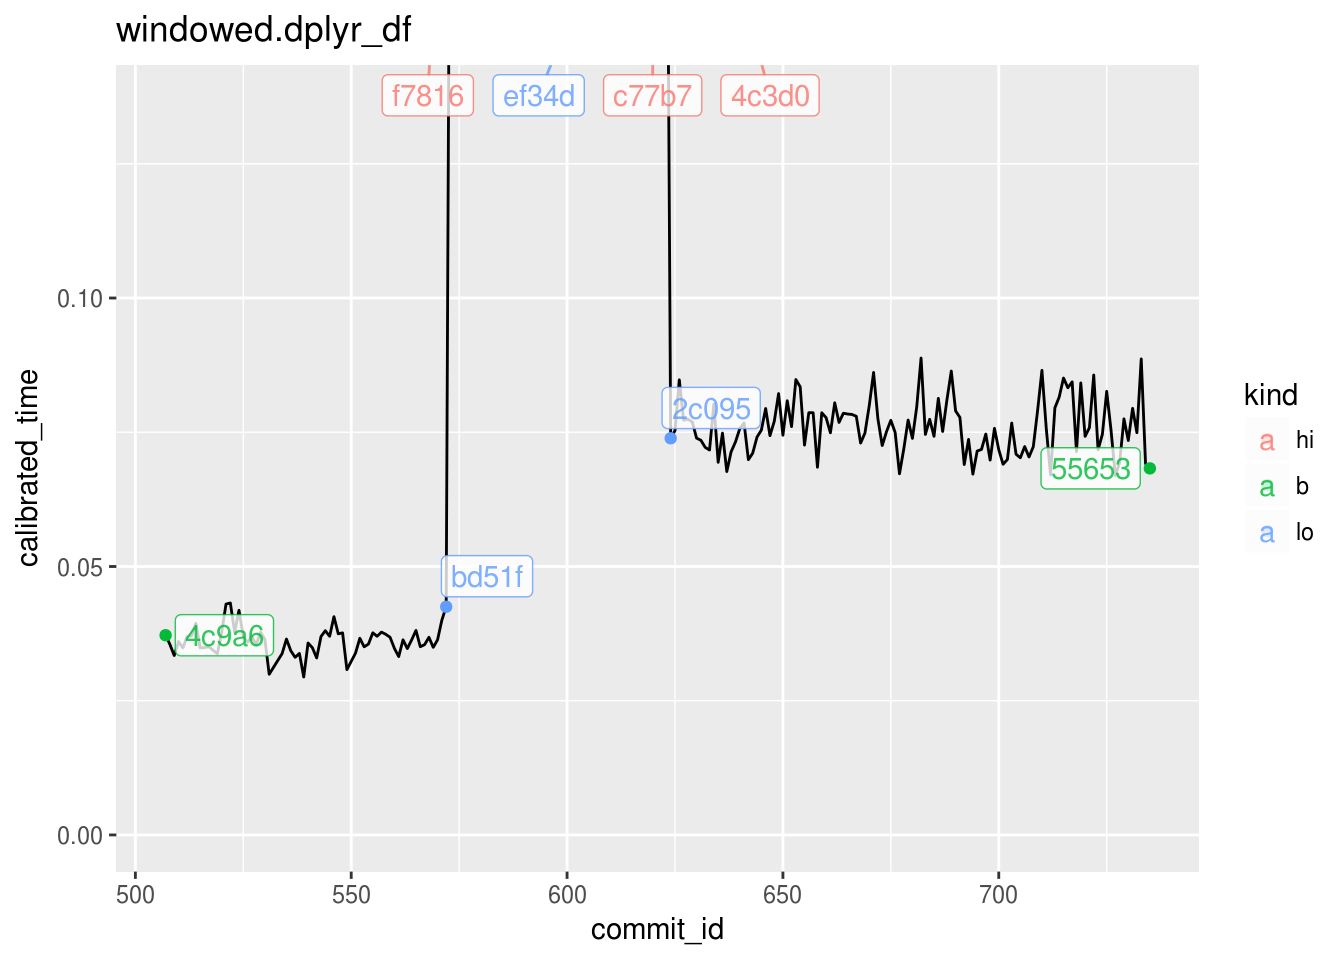 windowed.dplyr_df
f7816 ef34d c77b7 4c3d0
0.10
2c095
55653
0.05
bd51f
4c9a6
0.00
500 550 600 650 700
commit_id
calibrated_time
kind
a hi
a b
a lo